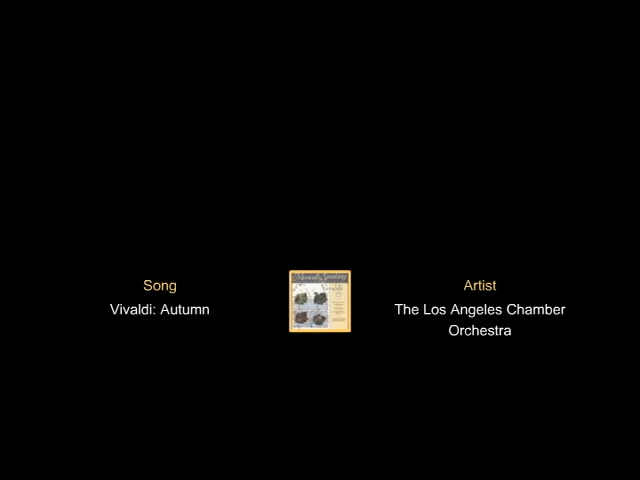 Song
Vivaldi: Autumn
Artist
The Los Angeles Chamber
Orchestra